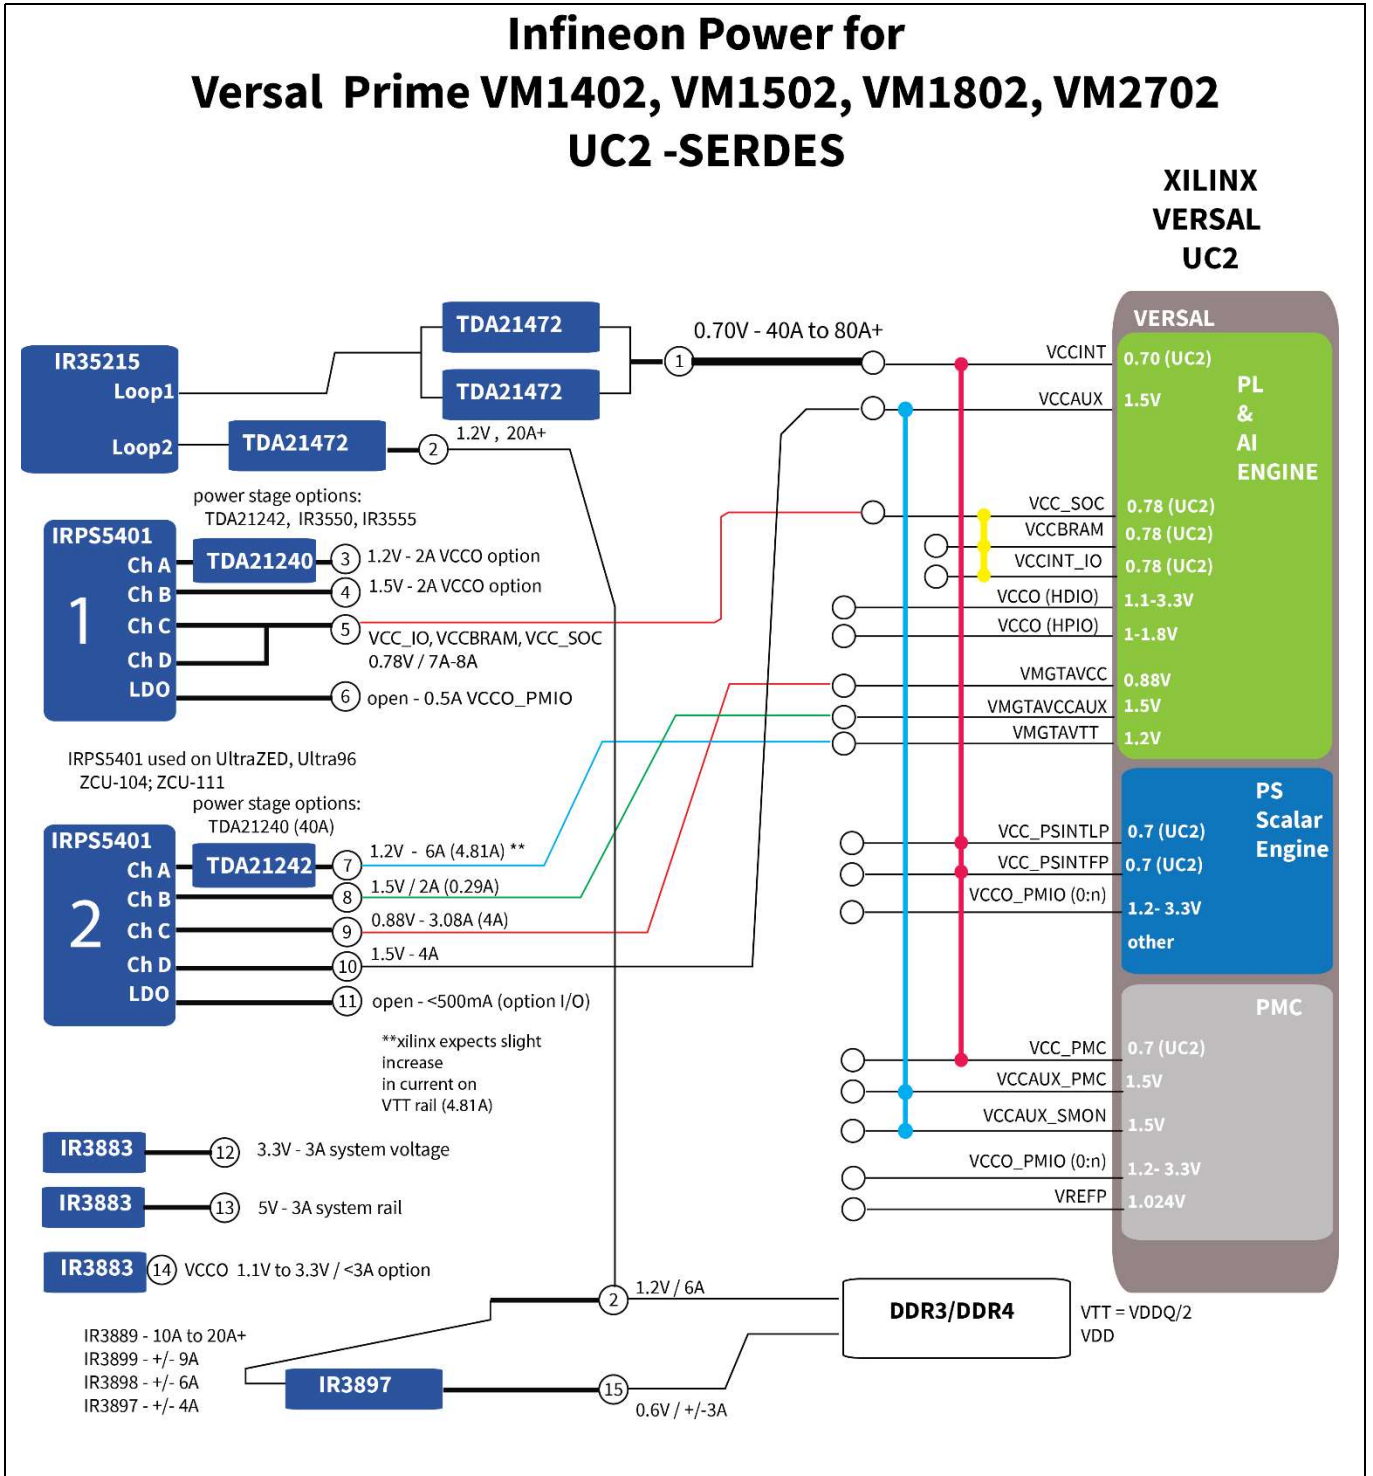 Infineon Power for
Versal Prime VM1402, VM1502, VM1802, VM2702
UC2 -SERDES
XILINX
VERSAL
UC2
IR35215
Loop1
Loop2
TDA21472
TDA21472
TDA21472
1
0.70V - 40A to 80A+
2
1.2V , 20A+
power stage options:
TDA21242, IR3550, IR3555
IRPS5401
1
Ch A
TDA21240
3
1.2V - 2A VCCO option
Ch B
4
1.5V - 2A VCCO option
Ch C
5
VCC_IO, VCCBRAM, VCC_SOC
0.78V / 7A-8A
Ch D
LDO
6
open - 0.5A VCCO_PMIO
IRPS5401 used on UltraZED, Ultra96
ZCU-104; ZCU-111
power stage options:
TDA21240 (40A)
IRPS5401
2
Ch A
TDA21242
7
1.2V - 6A (4.81A) **
Ch B
8
1.5V / 2A (0.29A)
Ch C
9
0.88V - 3.08A (4A)
Ch D
10
1.5V - 4A
LDO
11
open - <500mA (option I/O)
**xilinx expects slight
increase
in current on
VTT rail (4.81A)
IR3883
12
3.3V - 3A system voltage
IR3883
13
5V - 3A system rail
IR3883
14
VCCO 1.1V to 3.3V / <3A option
IR3889 - 10A to 20A+
IR3899 - +/- 9A
IR3898 - +/- 6A
IR3897 - +/- 4A
IR3897
2
1.2V / 6A
15
0.6V / +/-3A
DDR3/DDR4
VTT = VDDQ/2
VDD
VERSAL
PL
&
AI
ENGINE
VCCINT
0.70 (UC2)
VCCAUX
1.5V
VCC_SOC
0.78 (UC2)
VCCBRAM
0.78 (UC2)
VCCINT_IO
0.78 (UC2)
VCCO (HDIO)
1.1-3.3V
VCCO (HPIO)
1-1.8V
VMGTAVCC
0.88V
VMGTAVCCAUX
1.5V
VMGTAVTT
1.2V
PS
Scalar
Engine
VCC_PSINTLP
0.7 (UC2)
VCC_PSINTFP
0.7 (UC2)
VCCO_PMIO (0:n)
1.2- 3.3V
other
PMC
VCC_PMC
0.7 (UC2)
VCCAUX_PMC
1.5V
VCCAUX_SMON
1.5V
VCCO_PMIO (0:n)
1.2- 3.3V
VREFP
1.024V